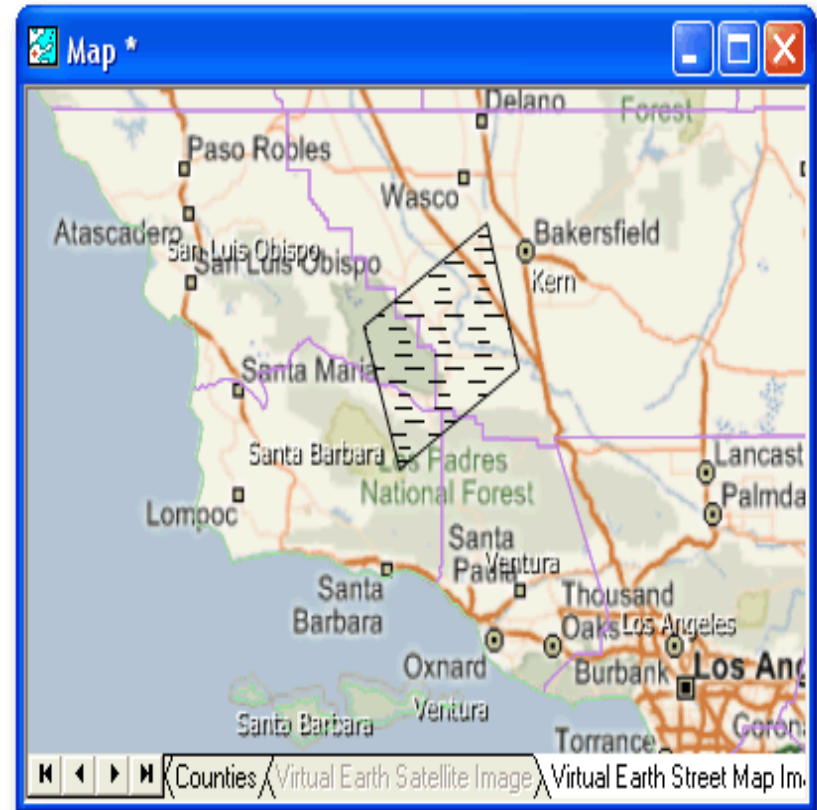 Map *
Delano
Forest
Paso Robles
Wasco
Atascadero
San Luis Obispo
San Luis Obispo
Bakersfield
Kern
Santa Maria
Santa Barbara
Los Padres
National Forest
Lancast
Palmda
Lompoc
Santa
Paula
Ventura
Santa
Barbara
Thousand
Oaks
Los Angeles
Oxnard
Burbank
Los Ang
Santa Barbara
Ventura
Torrance
Coron
Counties
Virtual Earth Satellite Image
Virtual Earth Street Map Im